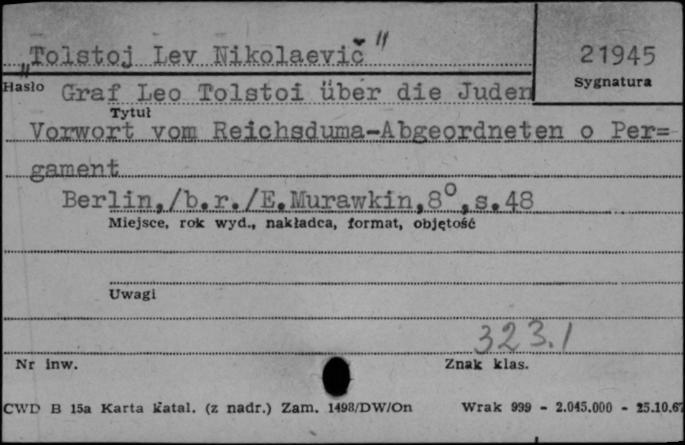 „Tolstoj Lev Nikolaevič"
21945
Hasło
Sygnatura
Graf Leo Tolstoi über die Juden
Tytuł
Vorwort vom Reichsduma-Abgeordneten o Per=
gament
Berlin,/b.r./E.Murawkin,8°,s.48
Miejsce, rok wyd., nakładca, format, objętość
Uwagi
323.1
Nr inw.
Znak klas.
CWD B 15a Karta katal. (z nadr.) Zam. 1498/DW/On
Wrak 999 - 2.045.000 - 25.10.67